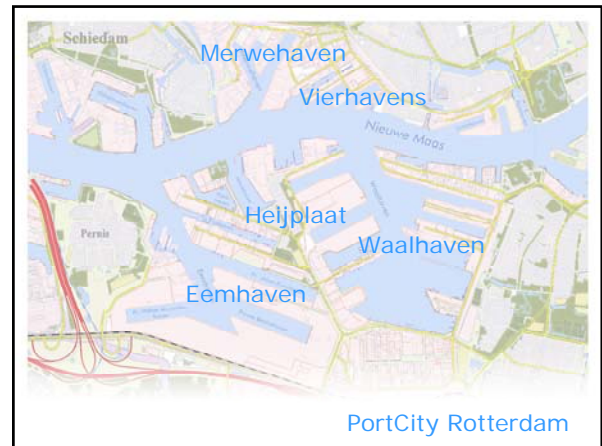 Schiedam
Merwehaven
Vierhavens
Nieuwe Maas
Heijplaat
Pernis
Waalhaven
Eemhaven
PortCity Rotterdam